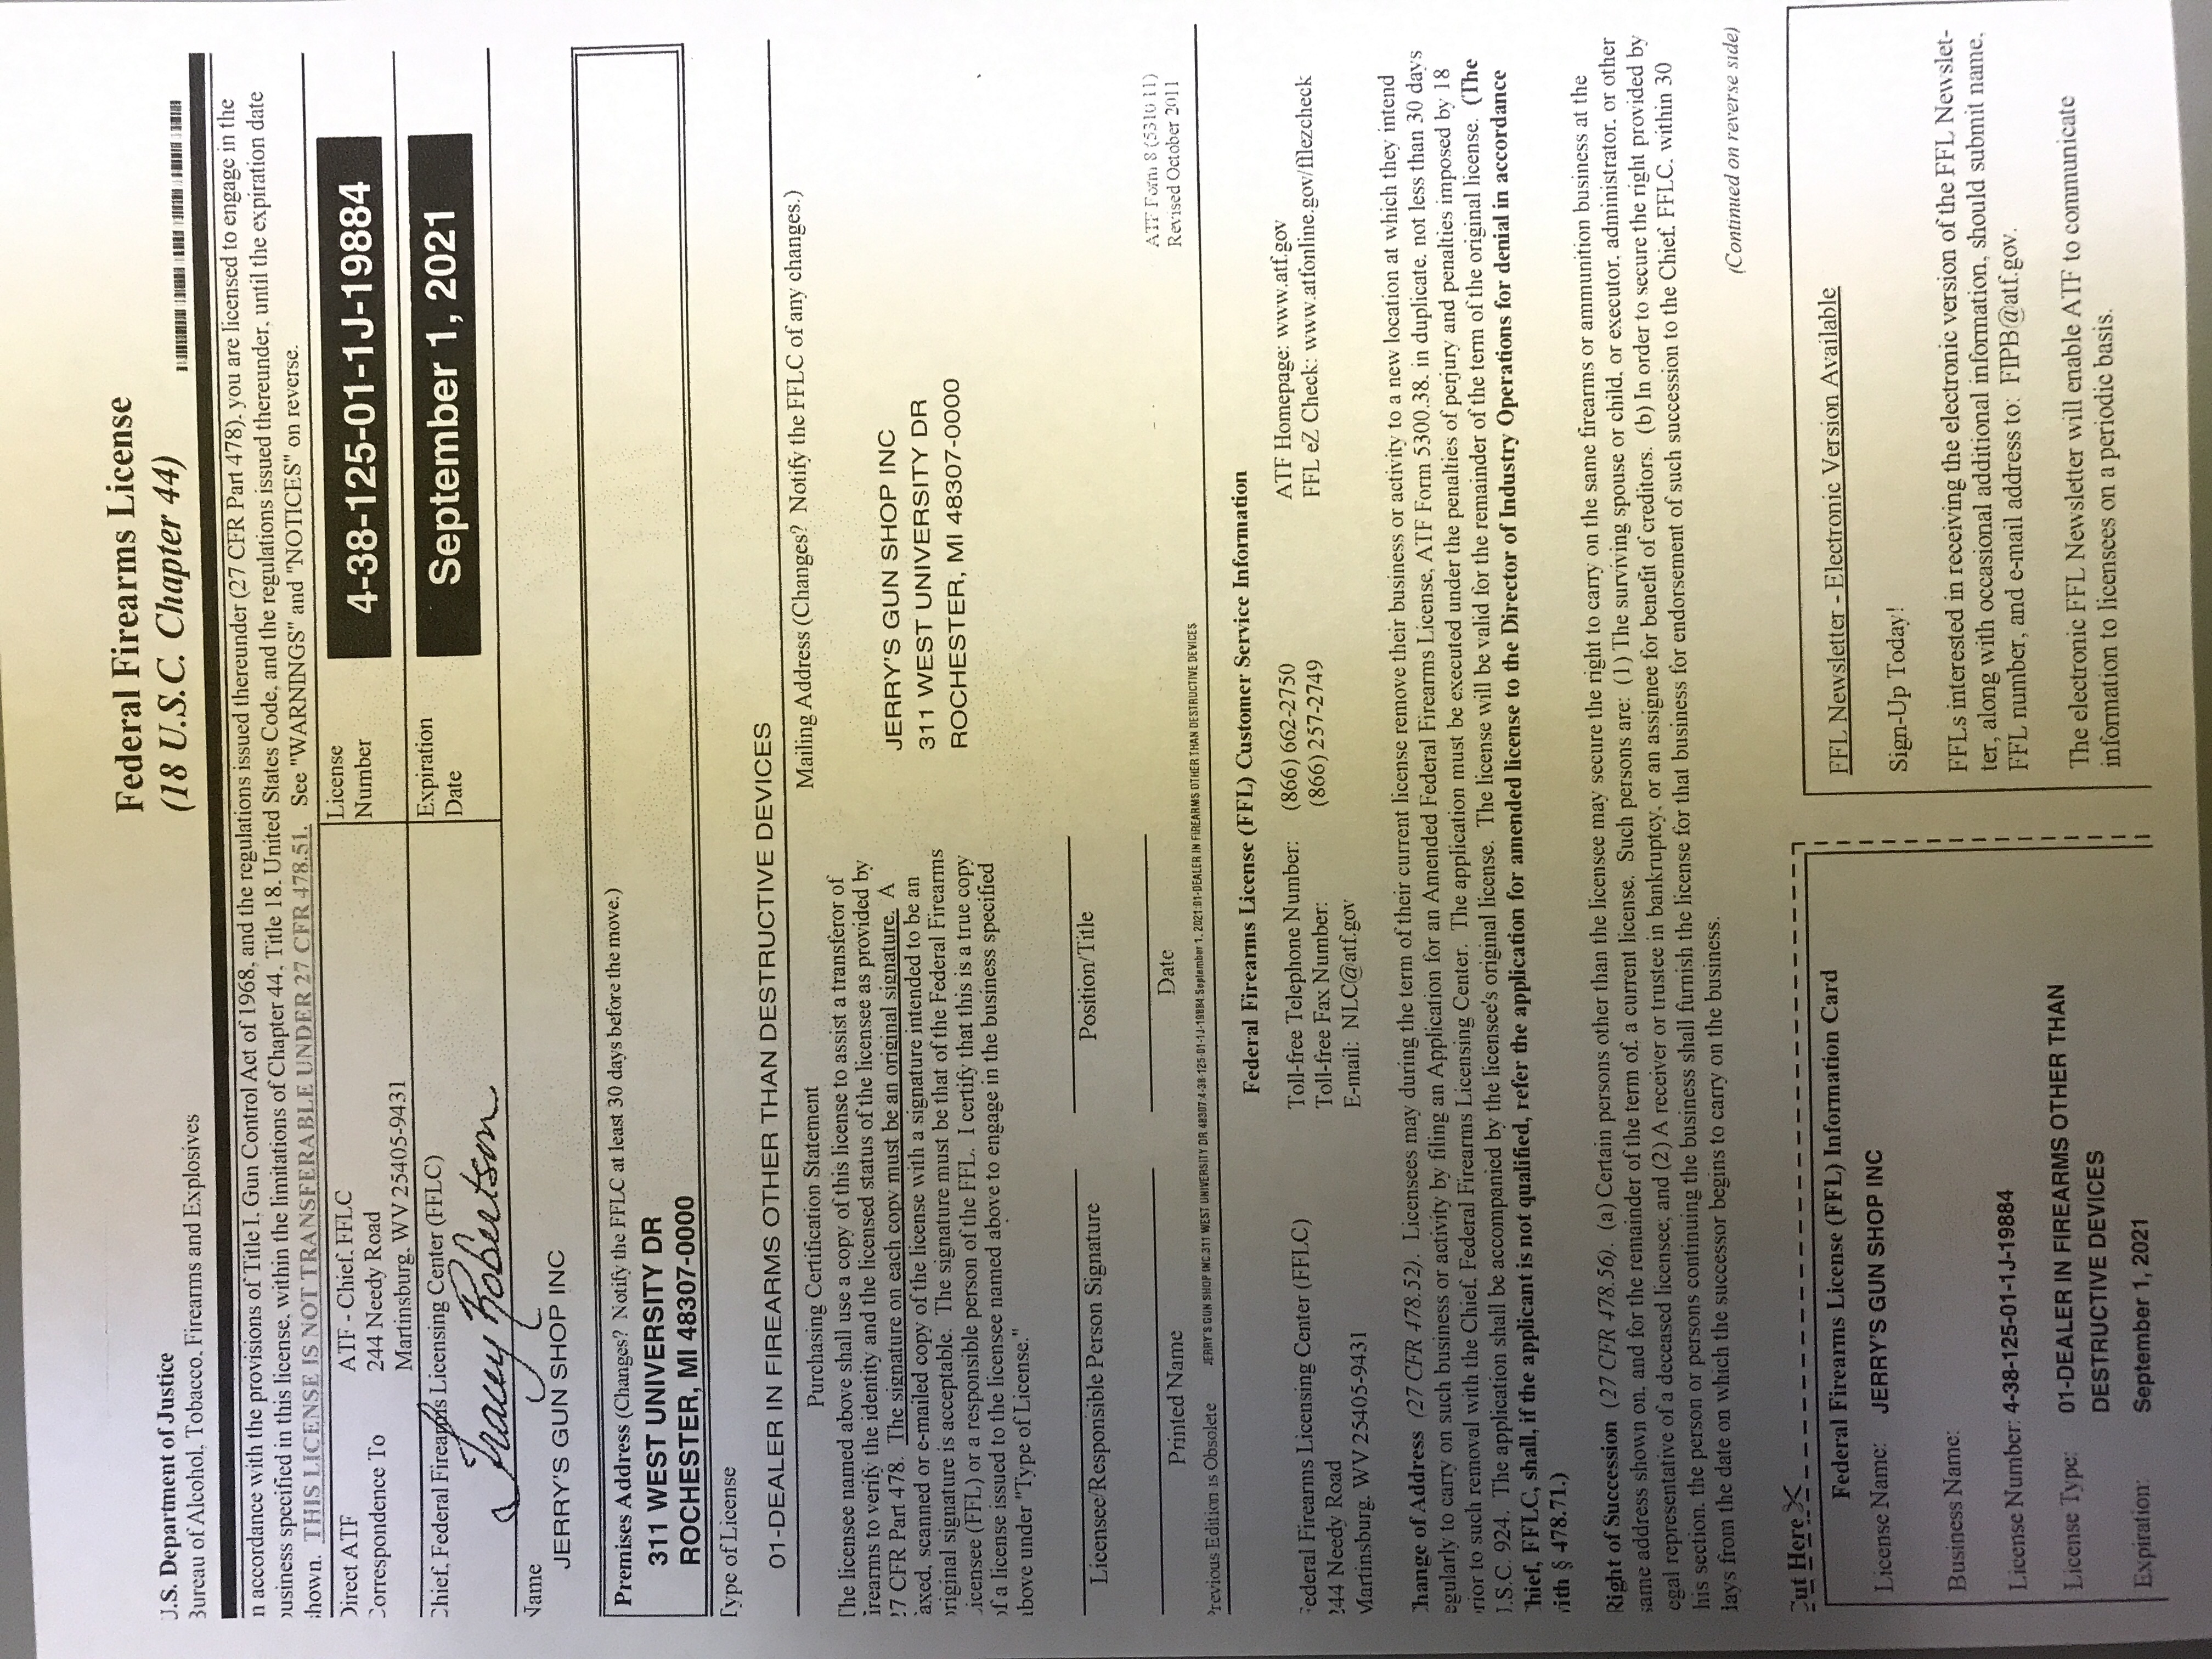 Federal Firearms License
(18 U.S.C. Chapter 44)
J.S. Department of Justice
Bureau of Alcohol, Tobacco, Firearms and Explosives
n accordance with the provisions of Title I, Gun Control Act of 1968, and the regulations issued thereunder (27 CFR Part 478), you are licensed to engage in the
business specified in this license, within the limitations of Chapter 44, Title 18, United States Code, and the regulations issued thereunder, until the expiration date
shown. THIS LICENSE IS NOT TRANSFERABLE UNDER 27 CFR 478.51. See "WARNINGS" and "NOTICES" on reverse.
Direct ATF
Correspondence To
ATF - Chief, FFLC
244 Needy Road
Martinsburg, WV 25405-9431
License
Number
4-38-125-01-1J-19884
Chief, Federal Firearms Licensing Center (FFLC)
Tracey Robertson
Expiration
Date
September 1, 2021
Name
JERRY'S GUN SHOP INC
Premises Address (Changes? Notify the FFLC at least 30 days before the move.)
311 WEST UNIVERSITY DR
ROCHESTER, MI 48307-0000
Type of License
01-DEALER IN FIREARMS OTHER THAN DESTRUCTIVE DEVICES
Purchasing Certification Statement
The licensee named above shall use a copy of this license to assist a transferor of
firearms to verify the identity and the licensed status of the licensee as provided by
27 CFR Part 478. The signature on each copy must be an original signature. A
faxed, scanned or e-mailed copy of the license with a signature intended to be an
original signature is acceptable. The signature must be that of the Federal Firearms
Licensee (FFL) or a responsible person of the FFL. I certify that this is a true copy
of a license issued to the licensee named above to engage in the business specified
above under "Type of License."
Mailing Address (Changes? Notify the FFLC of any changes.)
JERRY'S GUN SHOP INC
311 WEST UNIVERSITY DR
ROCHESTER, MI 48307-0000
Licensee/Responsible Person Signature
Position/Title
Printed Name
Date
ATF Form 8 (5310.11)
Revised October 2011
Previous Edition is Obsolete
JERRY'S GUN SHOP INC:311 WEST UNIVERSITY DR 48307:4-38-125-01-1J-19884:September 1, 2021:01-DEALER IN FIREARMS OTHER THAN DESTRUCTIVE DEVICES
Federal Firearms License (FFL) Customer Service Information
Federal Firearms Licensing Center (FFLC)
244 Needy Road
Martinsburg, WV 25405-9431
Toll-free Telephone Number: (866) 662-2750
Toll-free Fax Number: (866) 257-2749
E-mail: NLC@atf.gov
ATF Homepage: www.atf.gov
FFL eZ Check: www.atfonline.gov/fflezcheck
Change of Address (27 CFR 478.52). Licensees may during the term of their current license remove their business or activity to a new location at which they intend
egularly to carry on such business or activity by filing an Application for an Amended Federal Firearms License, ATF Form 5300.38, in duplicate, not less than 30 days
prior to such removal with the Chief, Federal Firearms Licensing Center. The application must be executed under the penalties of perjury and penalties imposed by 18
U.S.C. 924. The application shall be accompanied by the licensee's original license. The license will be valid for the remainder of the term of the original license. (The
Chief, FFLC, shall, if the applicant is not qualified, refer the application for amended license to the Director of Industry Operations for denial in accordance
with § 478.71.)
Right of Succession (27 CFR 478.56). (a) Certain persons other than the licensee may secure the right to carry on the same firearms or ammunition business at the
same address shown on, and for the remainder of the term of, a current license. Such persons are: (1) The surviving spouse or child, or executor, administrator, or other
egal representative of a deceased licensee; and (2) A receiver or trustee in bankruptcy, or an assignee for benefit of creditors. (b) In order to secure the right provided by
his section, the person or persons continuing the business shall furnish the license for that business for endorsement of such succession to the Chief, FFLC, within 30
days from the date on which the successor begins to carry on the business.
(Continued on reverse side)
Cut Here
Federal Firearms License (FFL) Information Card
License Name: JERRY'S GUN SHOP INC
Business Name:
License Number: 4-38-125-01-1J-19884
License Type: 01-DEALER IN FIREARMS OTHER THAN
DESTRUCTIVE DEVICES
Expiration: September 1, 2021
FFL Newsletter - Electronic Version Available
Sign-Up Today!
FFLs interested in receiving the electronic version of the FFL Newslet-
ter, along with occasional additional information, should submit name,
FFL number, and e-mail address to: FIPB@atf.gov.
The electronic FFL Newsletter will enable ATF to communicate
information to licensees on a periodic basis.